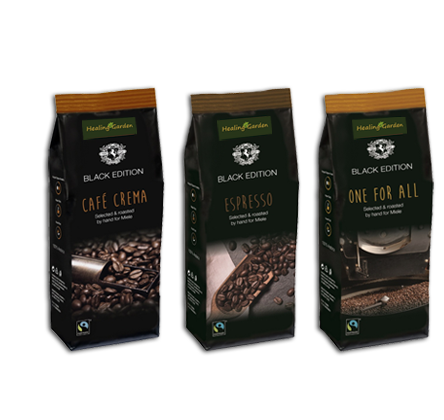 Healing Garden
BLACK EDITION
CAFÉ CREMA
Selected & roasted
by hand for Miele
Healing Garden
BLACK EDITION
ESPRESSO
Selected & roasted
by hand for Miele
Healing Garden
BLACK EDITION
ONE FOR ALL
Selected & roasted
by hand for Miele